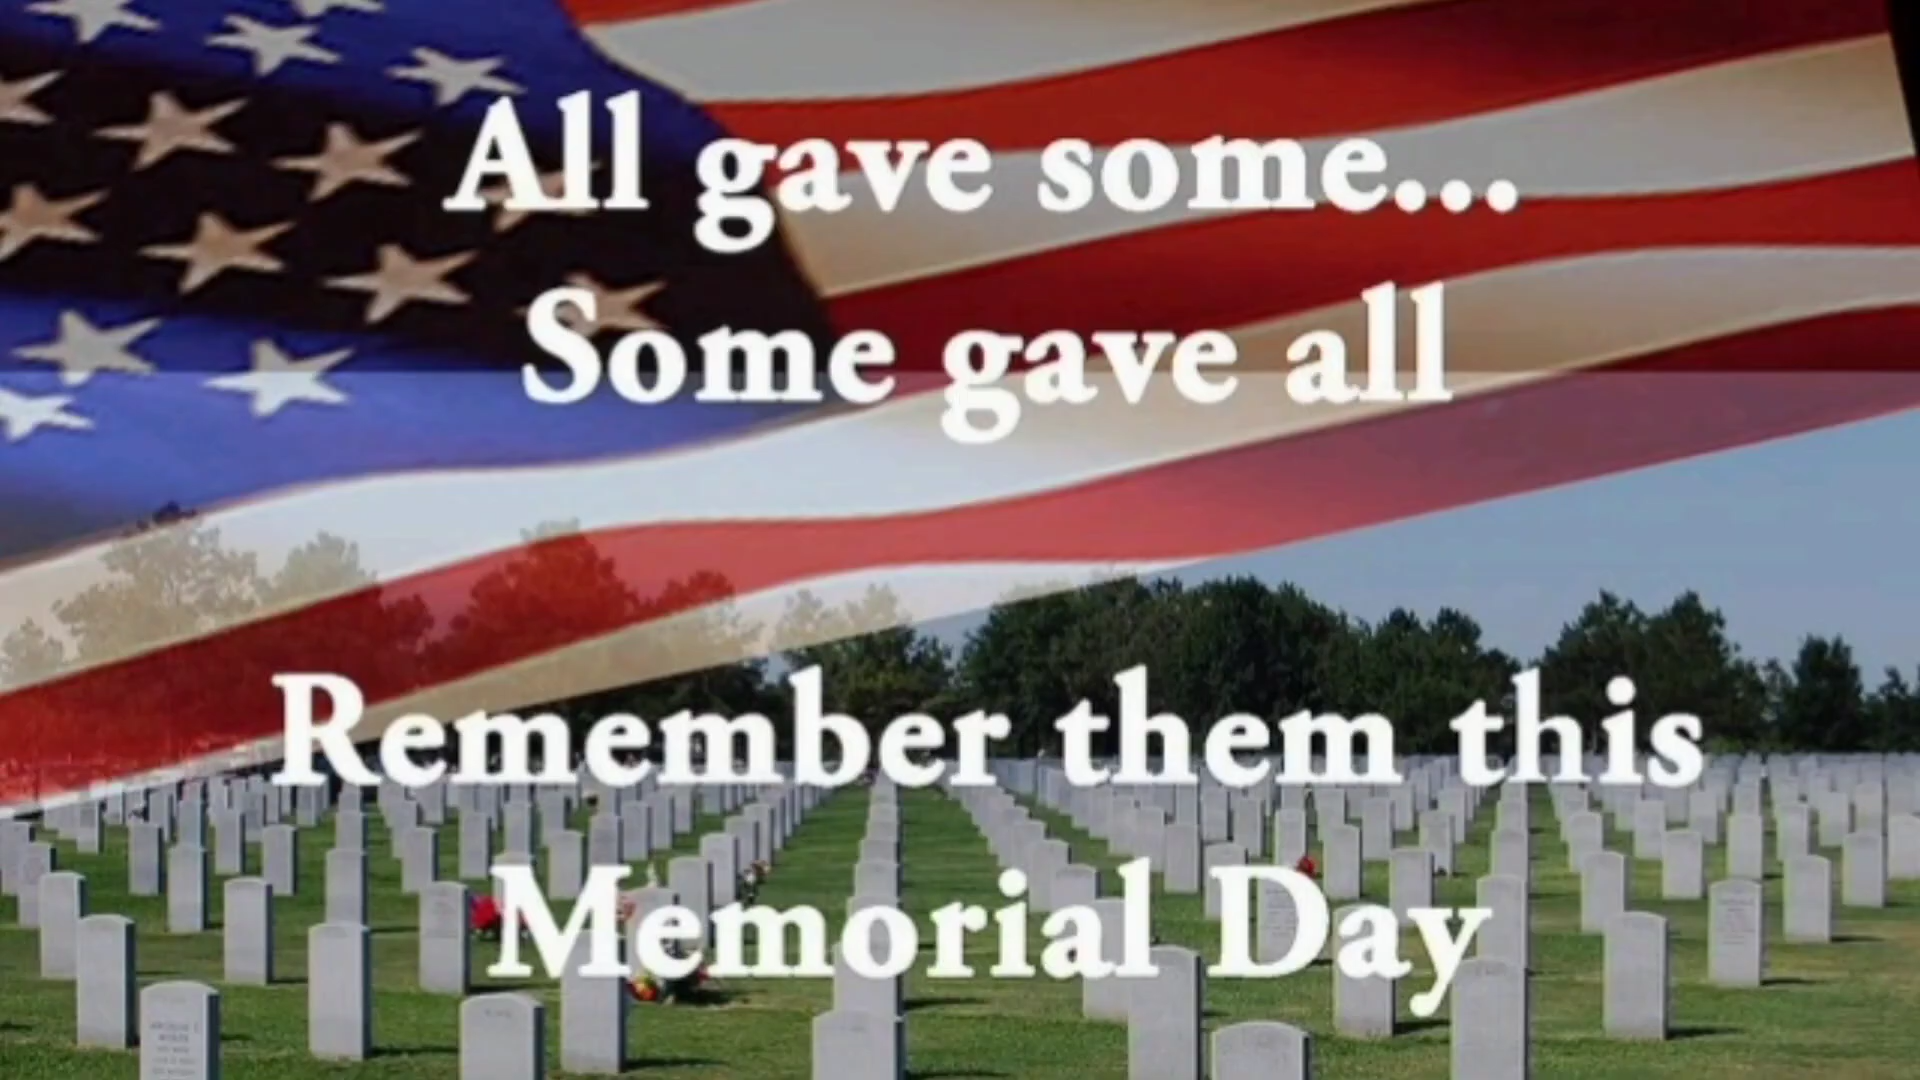 All gave some...
Some gave all
Remember them this
Memorial Day